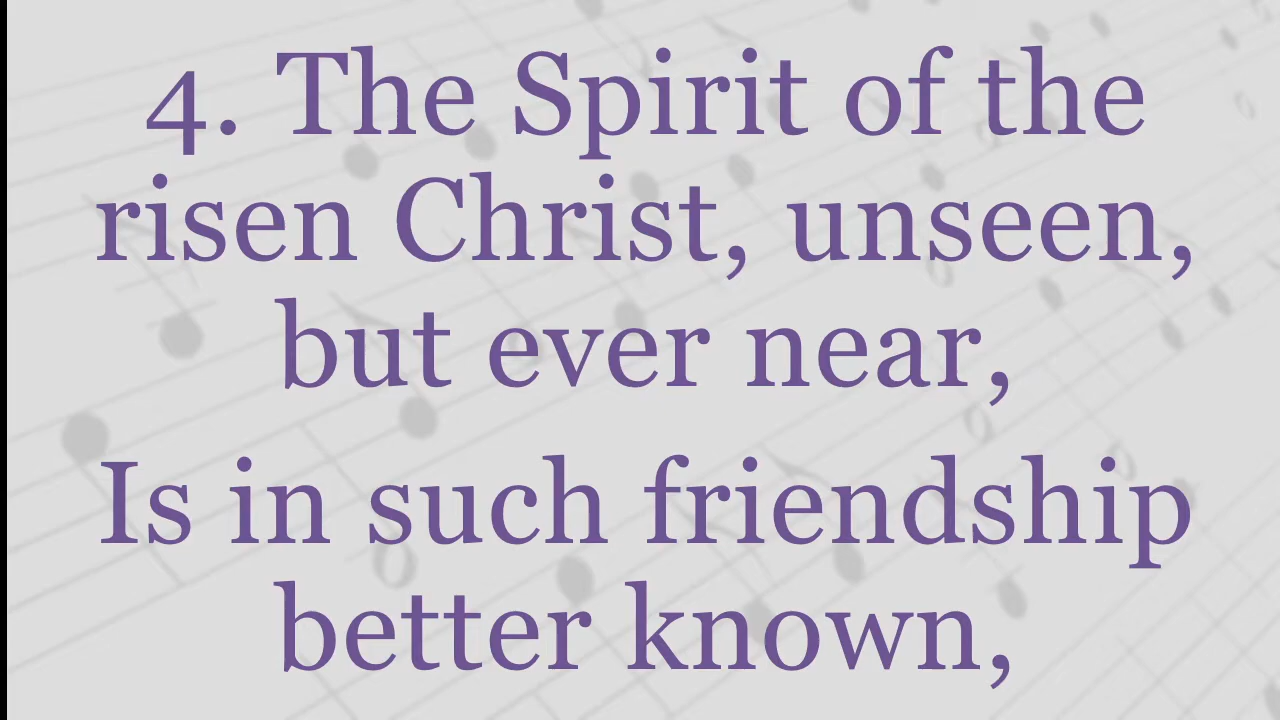 4. The Spirit of the
risen Christ, unseen,
but ever near,
Is in such friendship
better known,